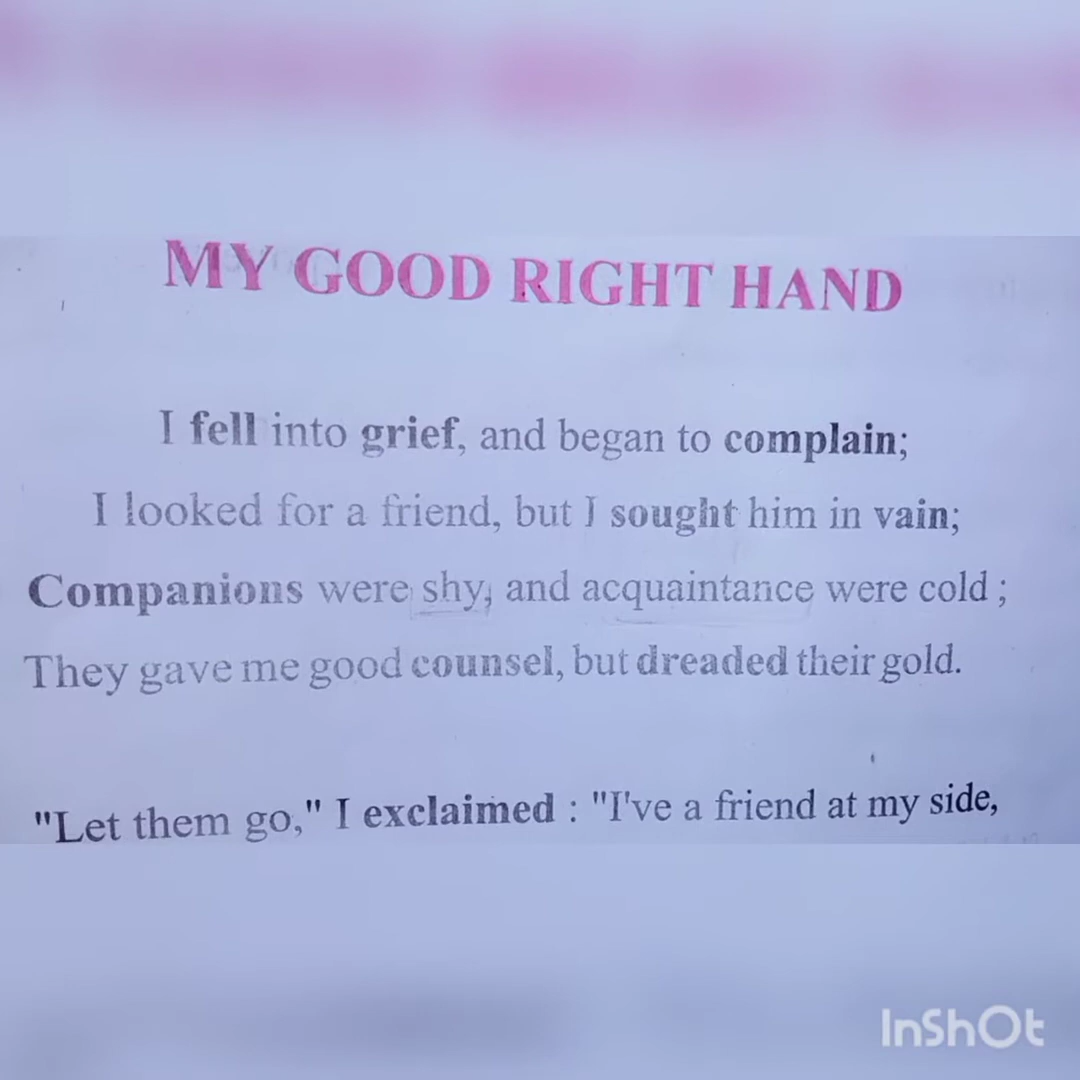 MY GOOD RIGHT HAND
I fell into grief, and began to complain;
I looked for a friend, but I sought him in vain;
Companions were shy, and acquaintance were cold ;
They gave me good counsel, but dreaded their gold.
"Let them go," I exclaimed : "I've a friend at my side,
InShOt